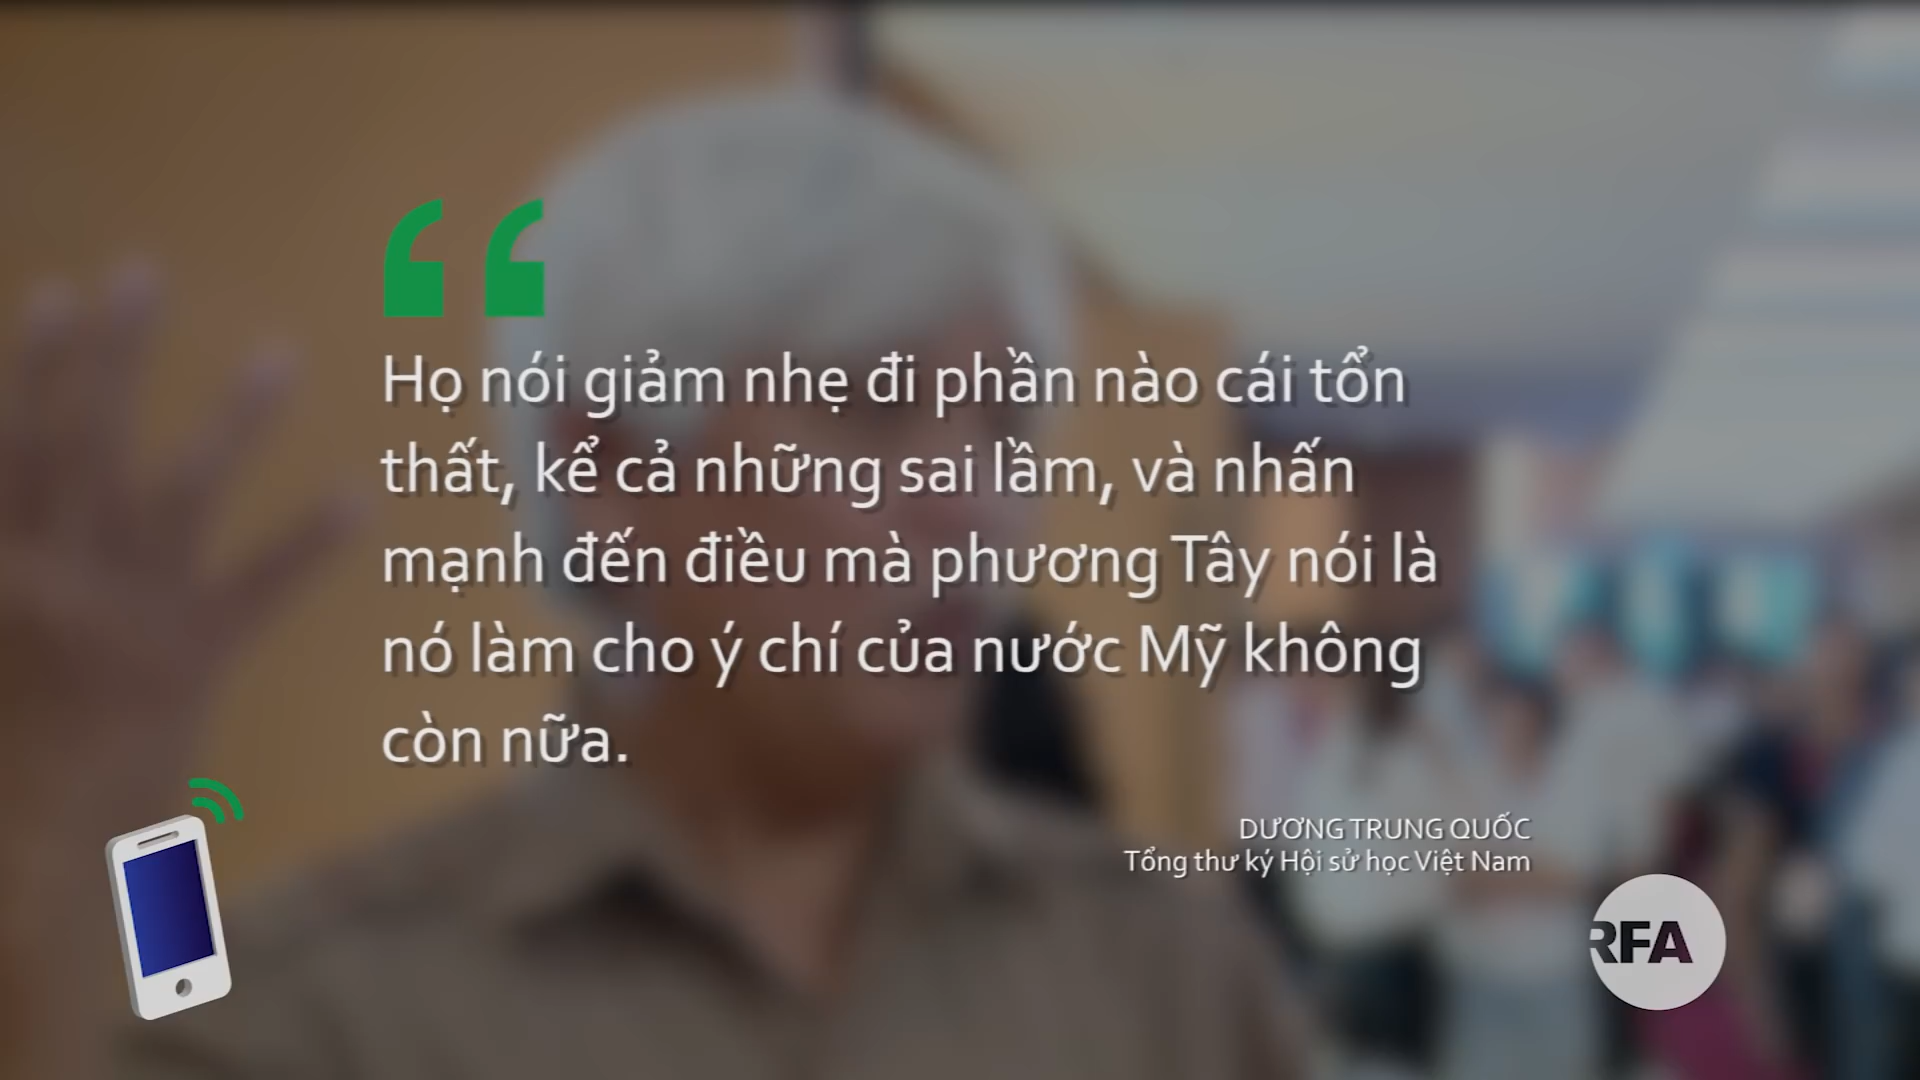 Họ nói giảm nhẹ đi phần nào cái tổn
thất, kể cả những sai lầm, và nhấn
mạnh đến điều mà phương Tây nói là
nó làm cho ý chí của nước Mỹ không
còn nữa.
DƯƠNG TRUNG QUỐC
Tổng thư ký Hội sử học Việt Nam
RFA